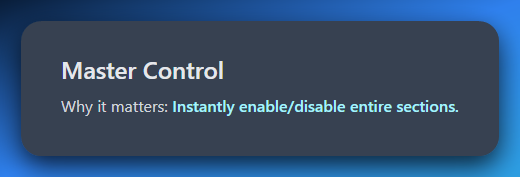 Master Control
Why it matters: Instantly enable/disable entire sections.